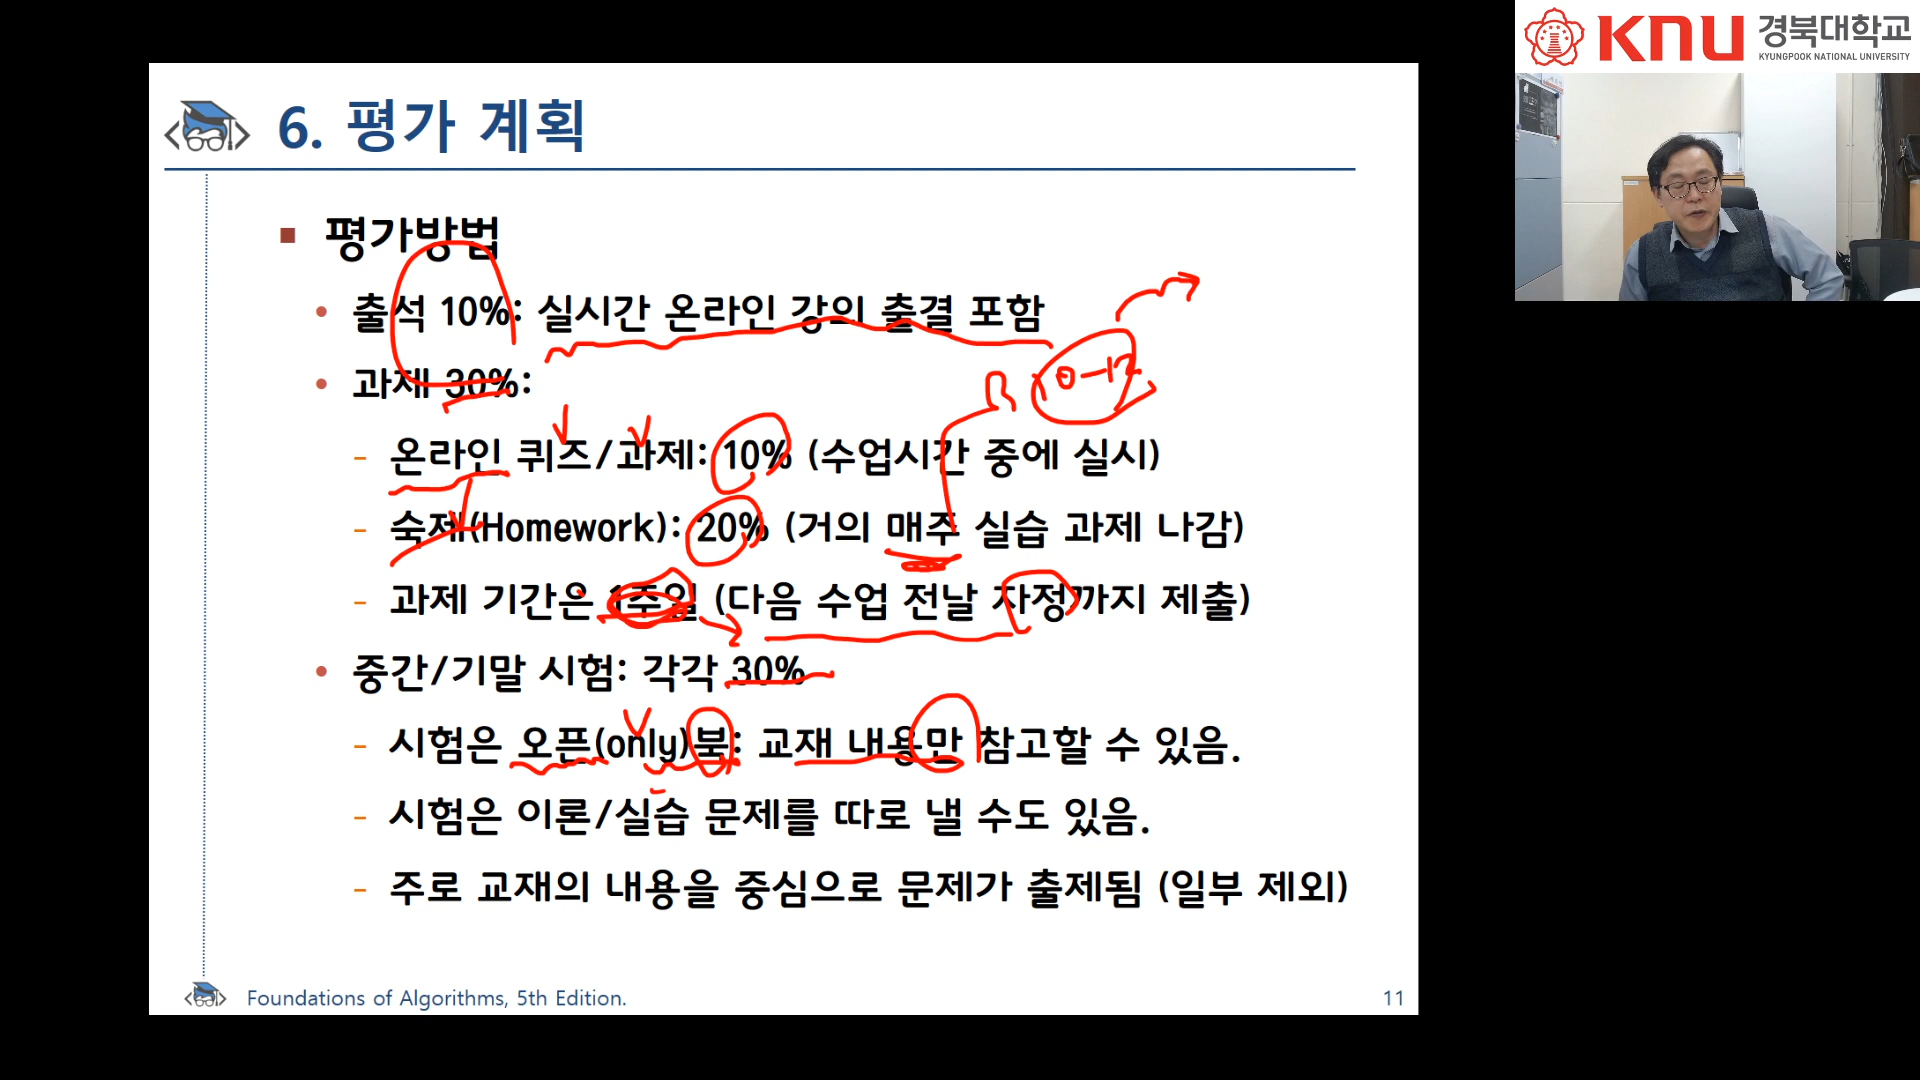 KNU 경북대학교
KYUNGPOOK NATIONAL UNIVERSITY
6. 평가 계획
■ 평가방법
• 출석 10%: 실시간 온라인 강의 출결 포함
• 과제 30%:
10-12
- 온라인 퀴즈/과제: 10% (수업시간 중에 실시)
- 숙제(Homework): 20% (거의 매주 실습 과제 나감)
- 과제 기간은 1주일 (다음 수업 전날 자정까지 제출)
• 중간/기말 시험: 각각 30%
- 시험은 오픈(only)북: 교재 내용만 참고할 수 있음.
- 시험은 이론/실습 문제를 따로 낼 수도 있음.
- 주로 교재의 내용을 중심으로 문제가 출제됨 (일부 제외)
Foundations of Algorithms, 5th Edition.
11